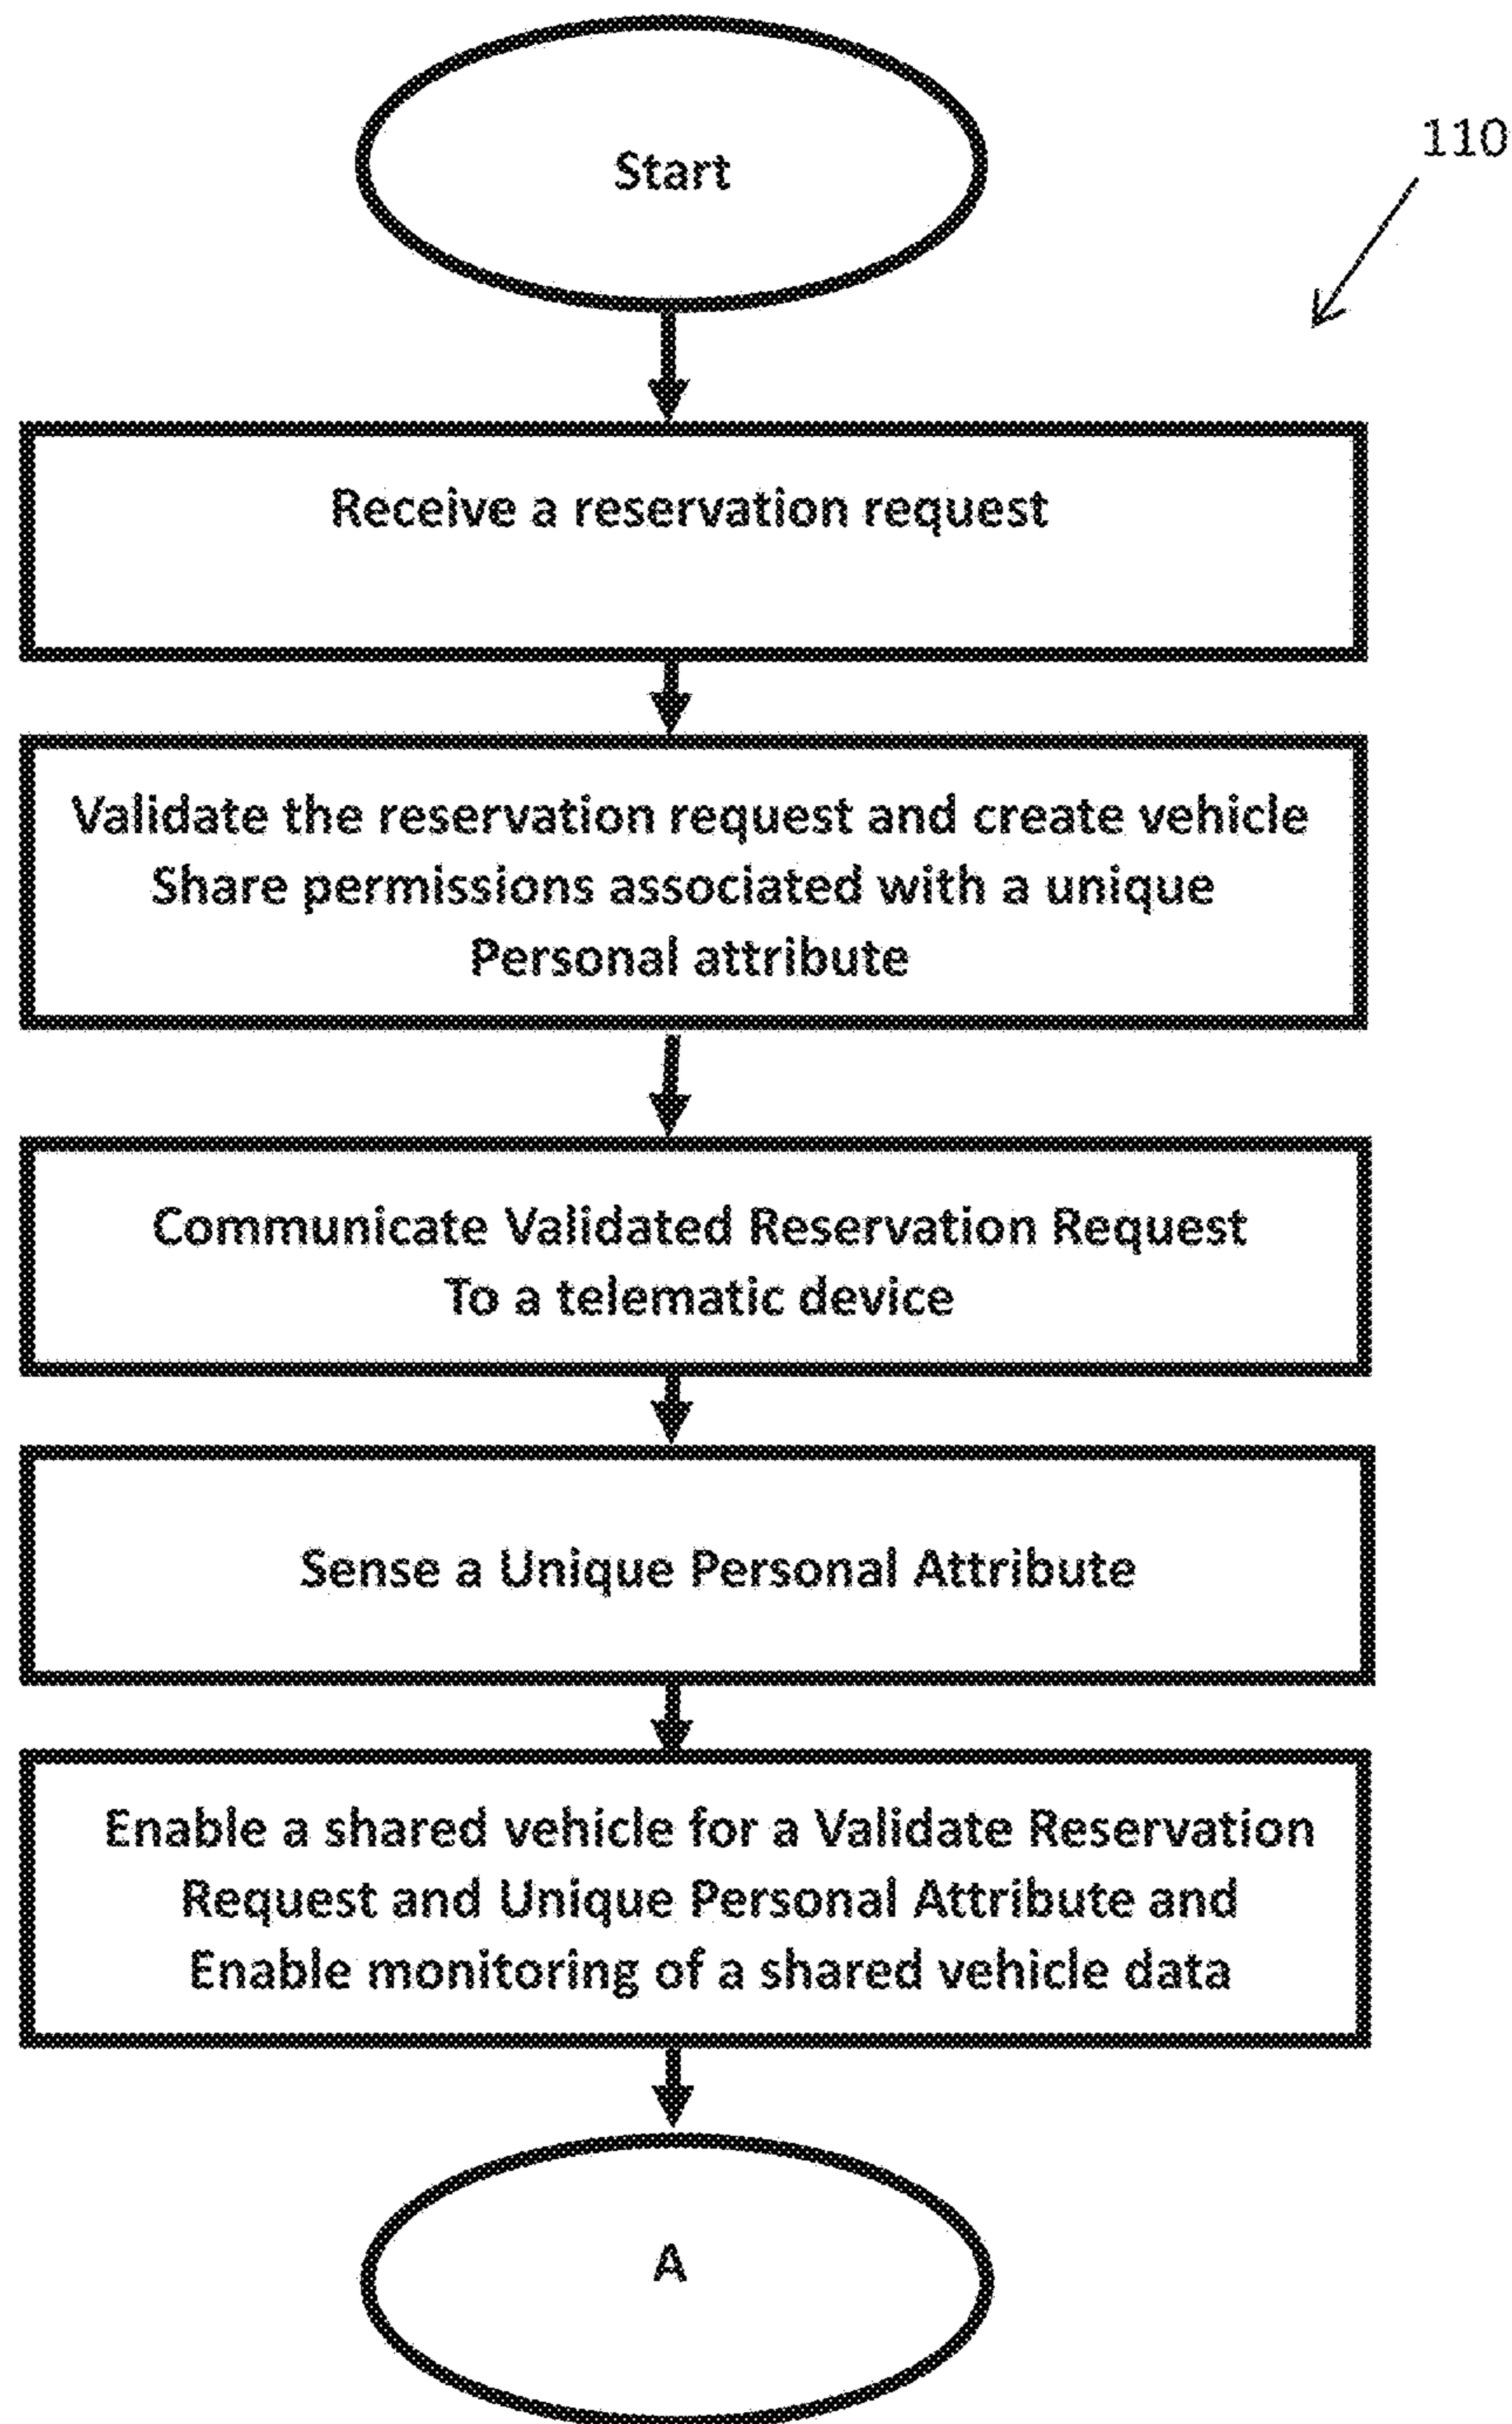 Start
110
Receive a reservation request
Validate the reservation request and create vehicle
Share permissions associated with a unique
Personal attribute
Communicate Validated Reservation Request
To a telematic device
Sense a Unique Personal Attribute
Enable a shared vehicle for a Validate Reservation
Request and Unique Personal Attribute and
Enable monitoring of a shared vehicle data
A